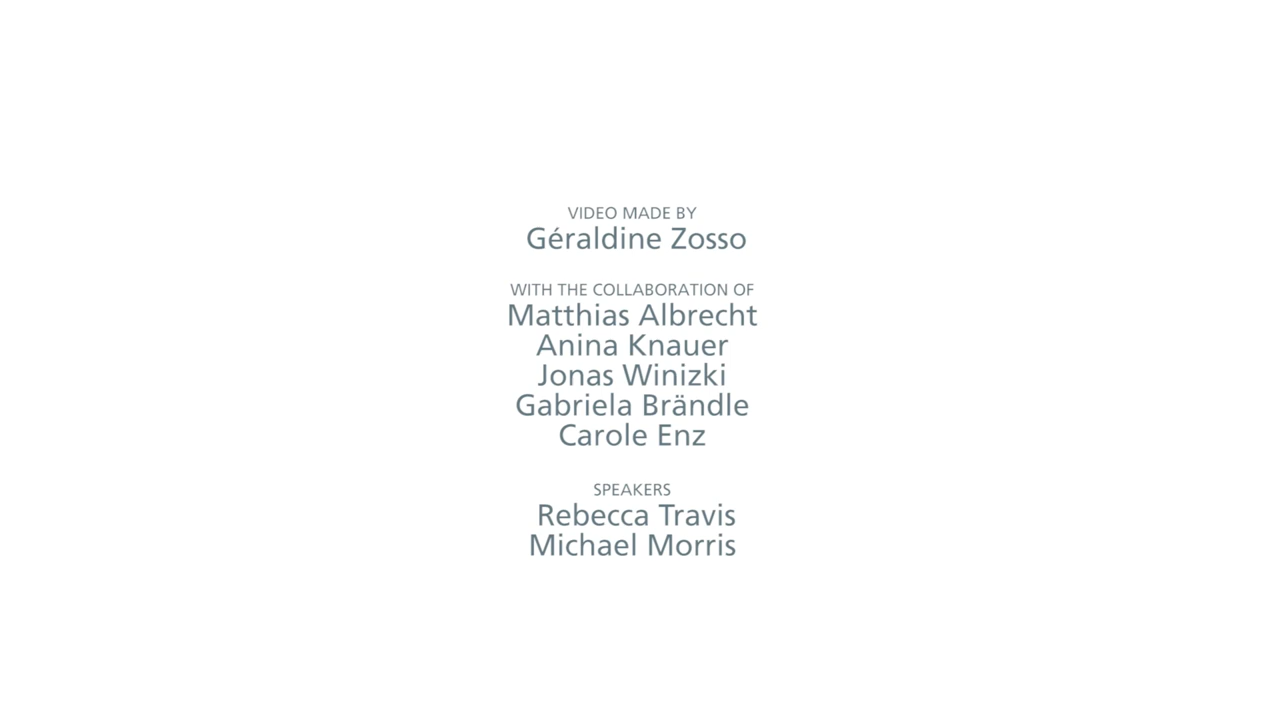 VIDEO MADE BY
Géraldine Zosso
WITH THE COLLABORATION OF
Matthias Albrecht
Anina Knauer
Jonas Winizki
Gabriela Brändle
Carole Enz
SPEAKERS
Rebecca Travis
Michael Morris